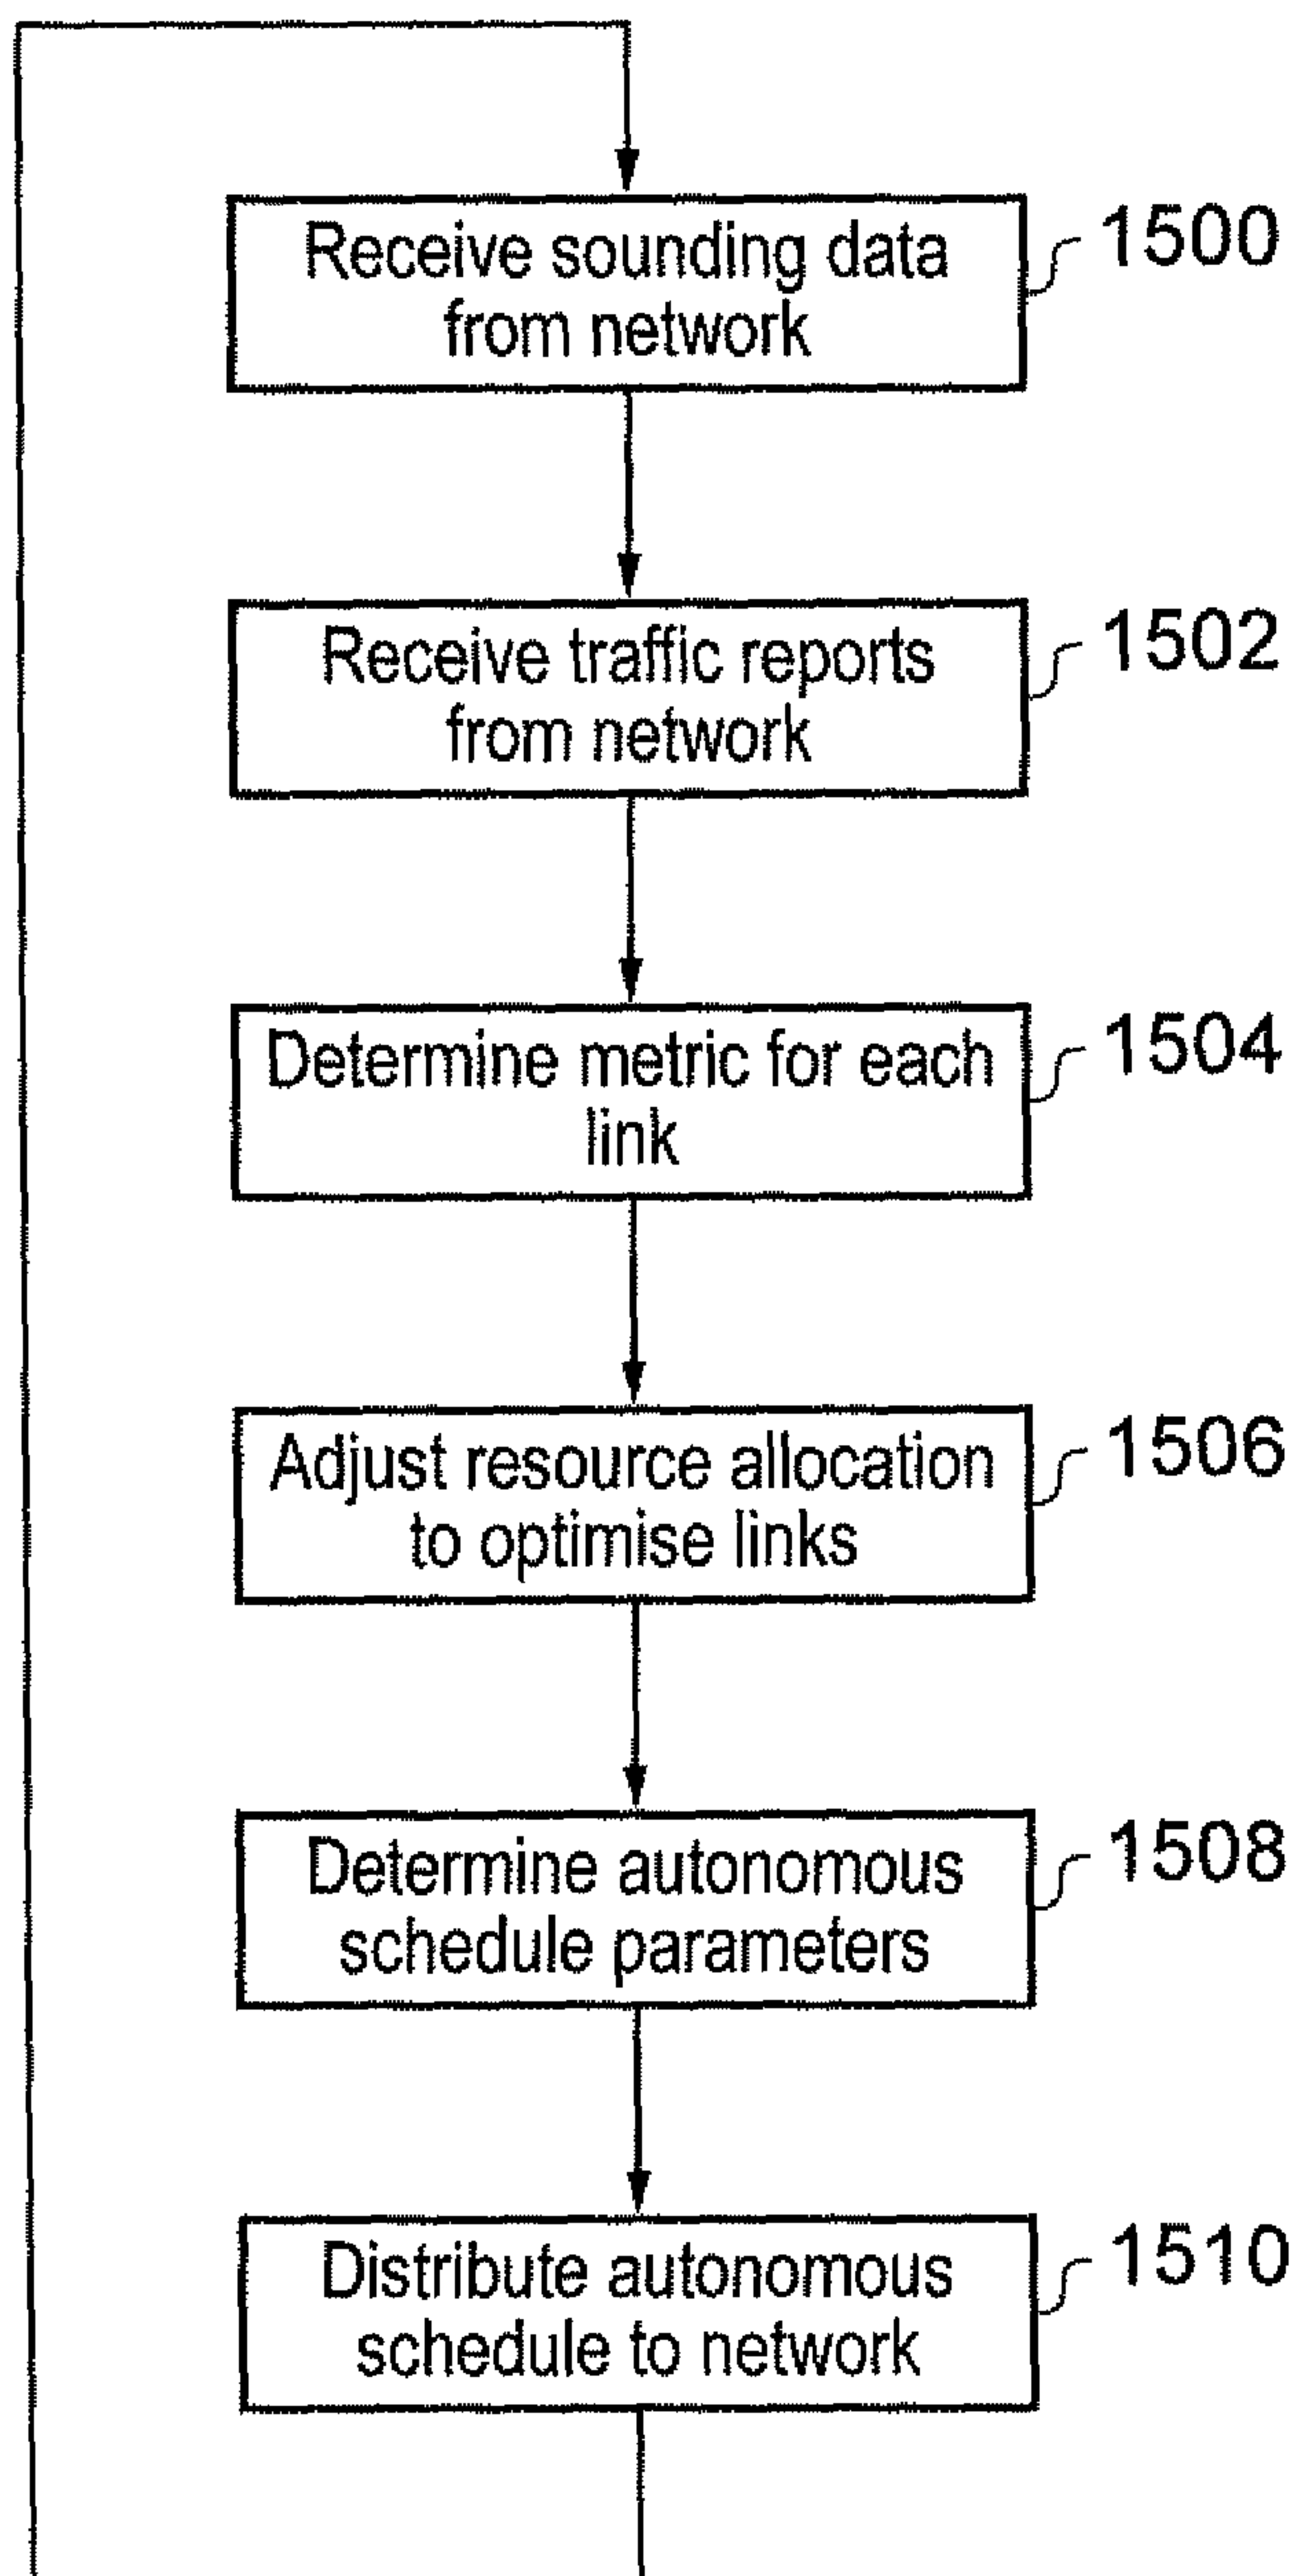 Receive sounding data
from network
1500
Receive traffic reports
from network
1502
Determine metric for each
link
1504
Adjust resource allocation
to optimise links
1506
Determine autonomous
schedule parameters
1508
Distribute autonomous
schedule to network
1510